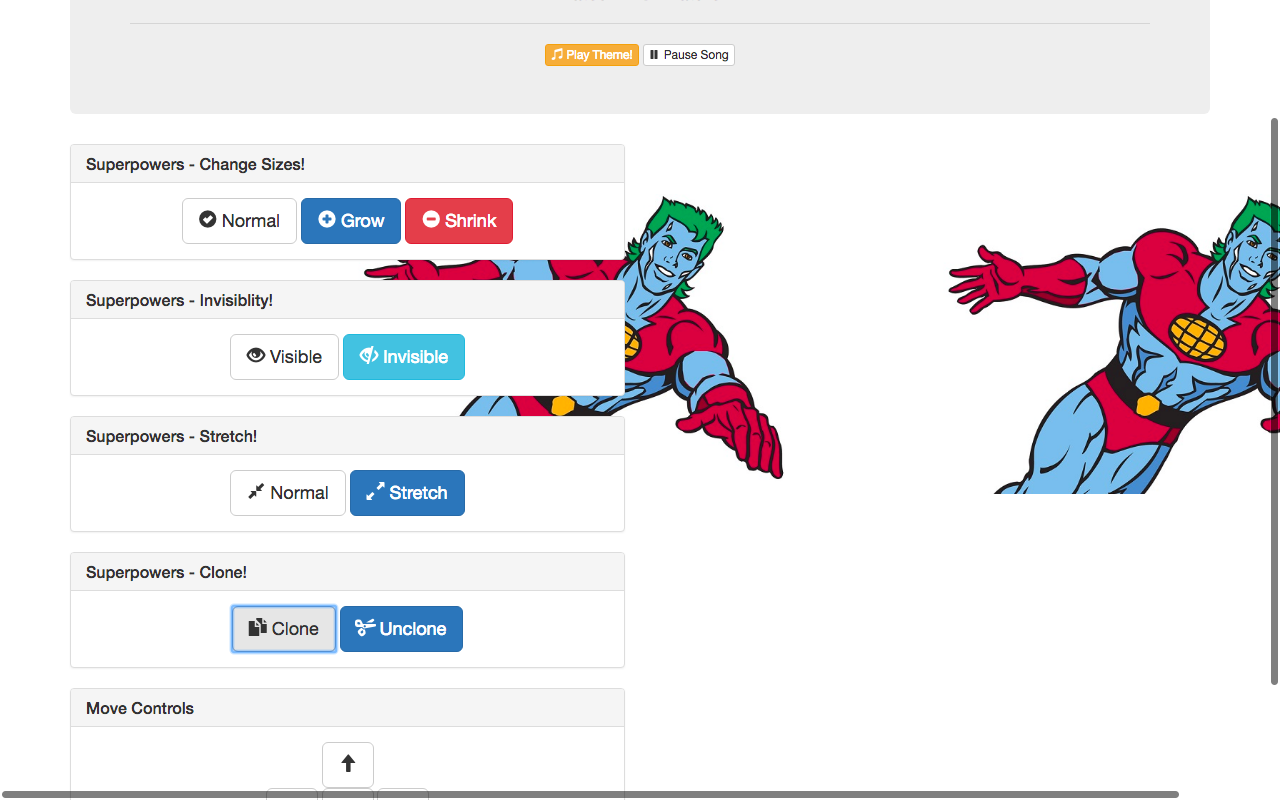 Play Theme! Pause Song
Superpowers - Change Sizes!
Normal Grow Shrink
Superpowers - Invisiblity!
Visible Invisible
Superpowers - Stretch!
Normal Stretch
Superpowers - Clone!
Clone Unclone
Move Controls